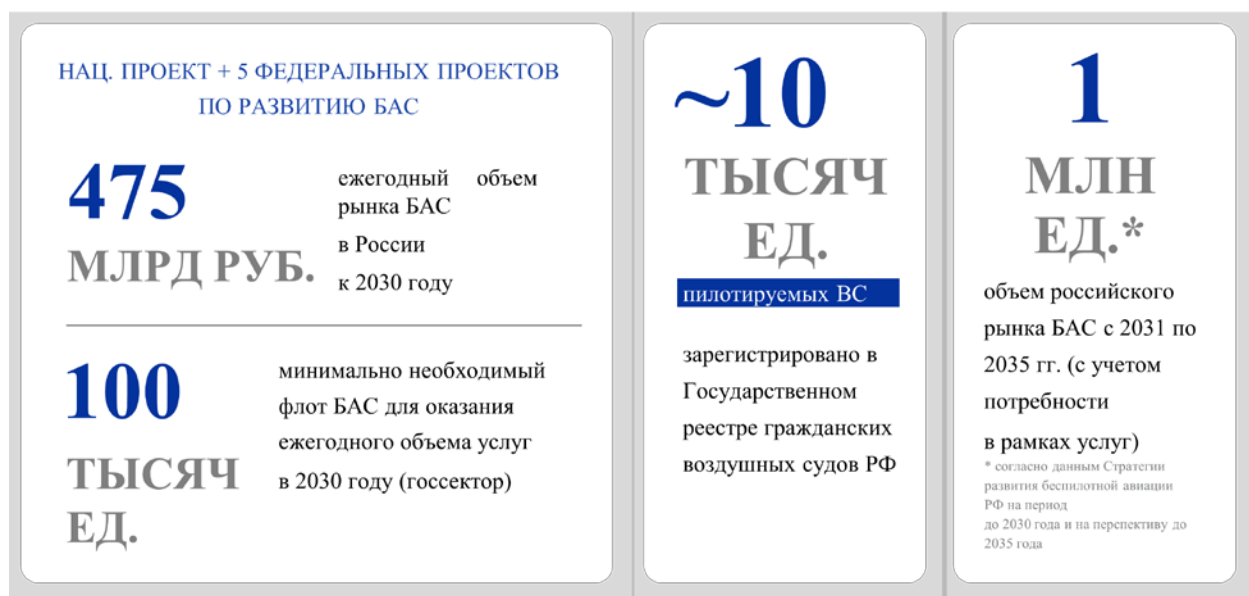 НАЦ. ПРОЕКТ + 5 ФЕДЕРАЛЬНЫХ ПРОЕКТОВ
ПО РАЗВИТИЮ БАС
475
МЛРД РУБ.
ежегодный объем
рынка БАС
в России
к 2030 году
100
ТЫСЯЧ
ЕД.
минимально необходимый
флот БАС для оказания
ежегодного объема услуг
в 2030 году (госсектор)
~10
ТЫСЯЧ
ЕД.
пилотируемых ВС
зарегистрировано в
Государственном
реестре гражданских
воздушных судов РФ
1
МЛН
ЕД.*
объем российского
рынка БАС с 2031 по
2035 гг. (с учетом
потребности
в рамках услуг)
* согласно данным Стратегии
развития беспилотной авиации
РФ на период
до 2030 года и на перспективу до
2035 года